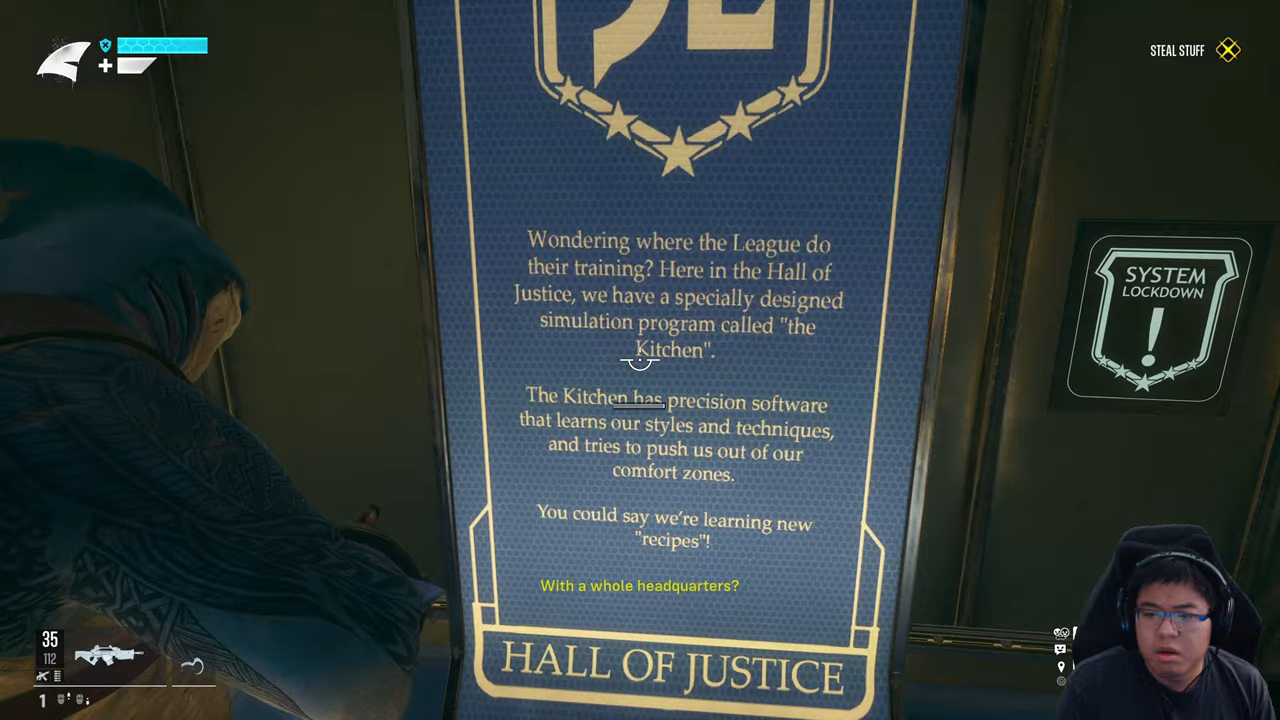 STEAL STUFF
JL
Wondering where the League do
their training? Here in the Hall of
Justice, we have a specially designed
simulation program called "the
Kitchen".
The Kitchen has precision software
that learns our styles and techniques,
and tries to push us out of our
comfort zones.
You could say we're learning new
"recipes"!
With a whole headquarters?
HALL OF JUSTICE
SYSTEM
LOCKDOWN
!
35
112
1